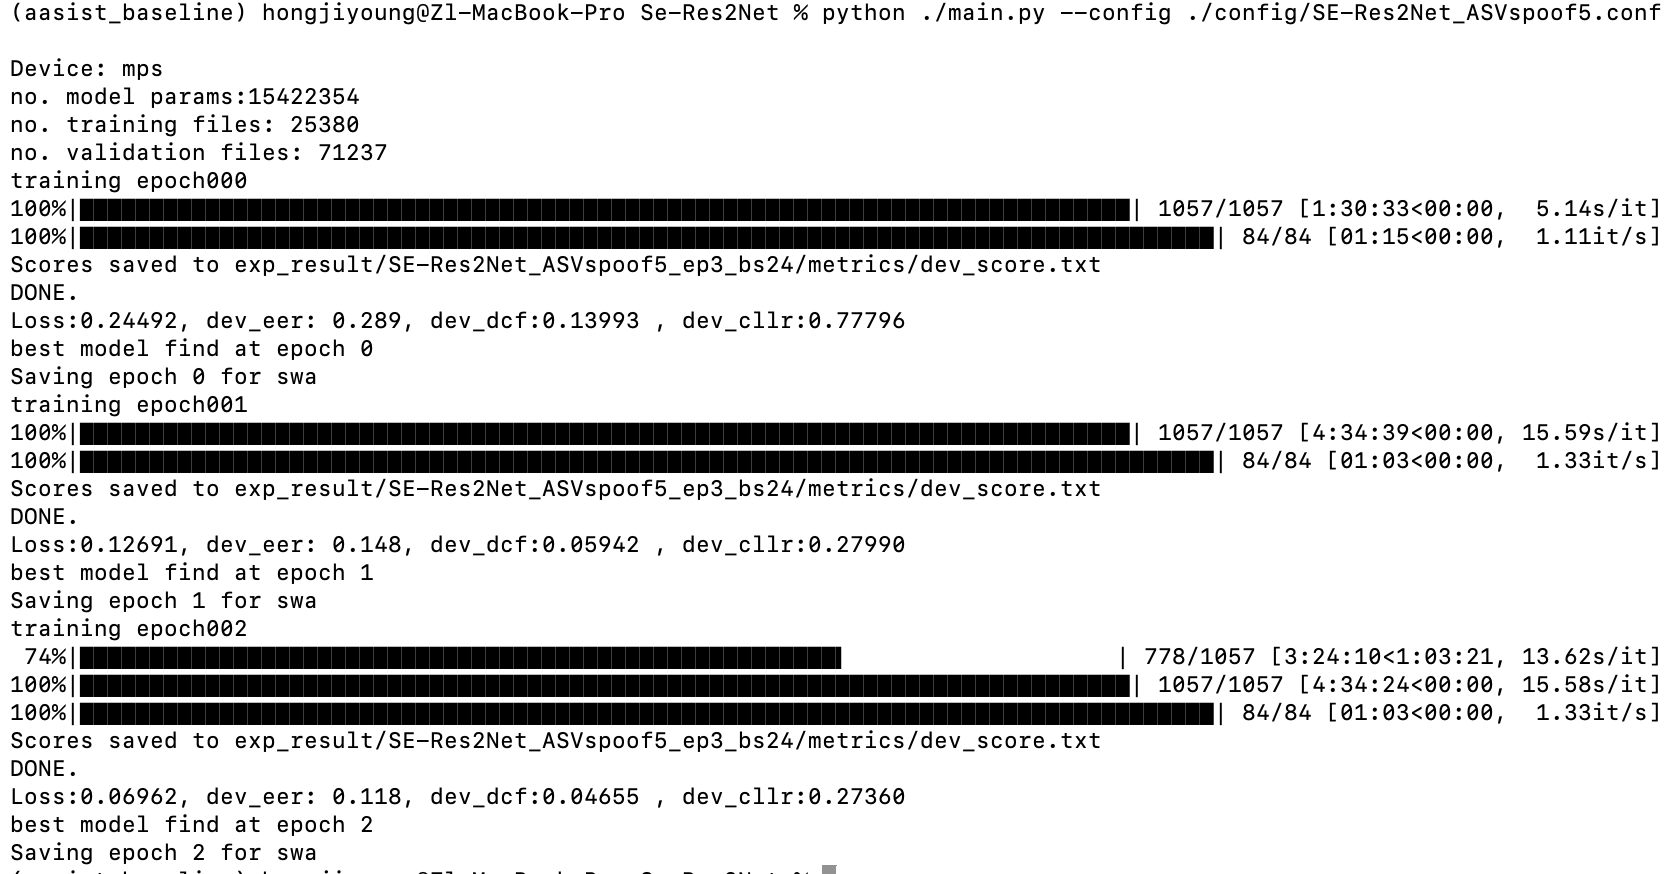 (aasist_baseline) hongjiyoung@Zl-MacBook-Pro Se-Res2Net % python ./main.py --config ./config/SE-Res2Net_ASVspoof5.conf
Device: mps
no. model params:15422354
no. training files: 25380
no. validation files: 71237
training epoch000
100%| | 1057/1057 [1:30:33<00:00, 5.14s/it]
100%| | 84/84 [01:15<00:00, 1.11it/s]
Scores saved to exp_result/SE-Res2Net_ASVspoof5_ep3_bs24/metrics/dev_score.txt
DONE.
Loss:0.24492, dev_eer: 0.289, dev_dcf:0.13993 , dev_cllr:0.77796
best model find at epoch 0
Saving epoch 0 for swa
training epoch001
100%| | 1057/1057 [4:34:39<00:00, 15.59s/it]
100%| | 84/84 [01:03<00:00, 1.33it/s]
Scores saved to exp_result/SE-Res2Net_ASVspoof5_ep3_bs24/metrics/dev_score.txt
DONE.
Loss:0.12691, dev_eer: 0.148, dev_dcf:0.05942 , dev_cllr:0.27990
best model find at epoch 1
Saving epoch 1 for swa
training epoch002
74%| | 778/1057 [3:24:10<1:03:21, 13.62s/it]
100%| | 1057/1057 [4:34:24<00:00, 15.58s/it]
100%| | 84/84 [01:03<00:00, 1.33it/s]
Scores saved to exp_result/SE-Res2Net_ASVspoof5_ep3_bs24/metrics/dev_score.txt
DONE.
Loss:0.06962, dev_eer: 0.118, dev_dcf:0.04655 , dev_cllr:0.27360
best model find at epoch 2
Saving epoch 2 for swa